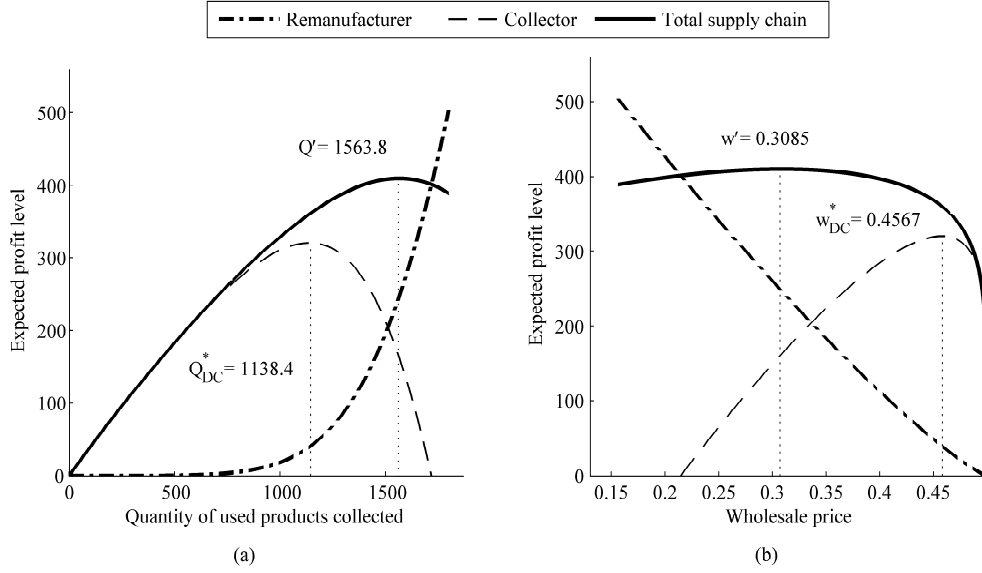 Remanufacturer Collector Total supply chain
500
400
300
200
100
0
0 500 1000 1500
Expected profit level
Q′= 1563.8
Q*DC= 1138.4
Quantity of used products collected
(a)
500
400
300
200
100
0
0.15 0.2 0.25 0.3 0.35 0.4 0.45 0.5
Expected profit level
w′= 0.3085
w*DC= 0.4567
Wholesale price
(b)